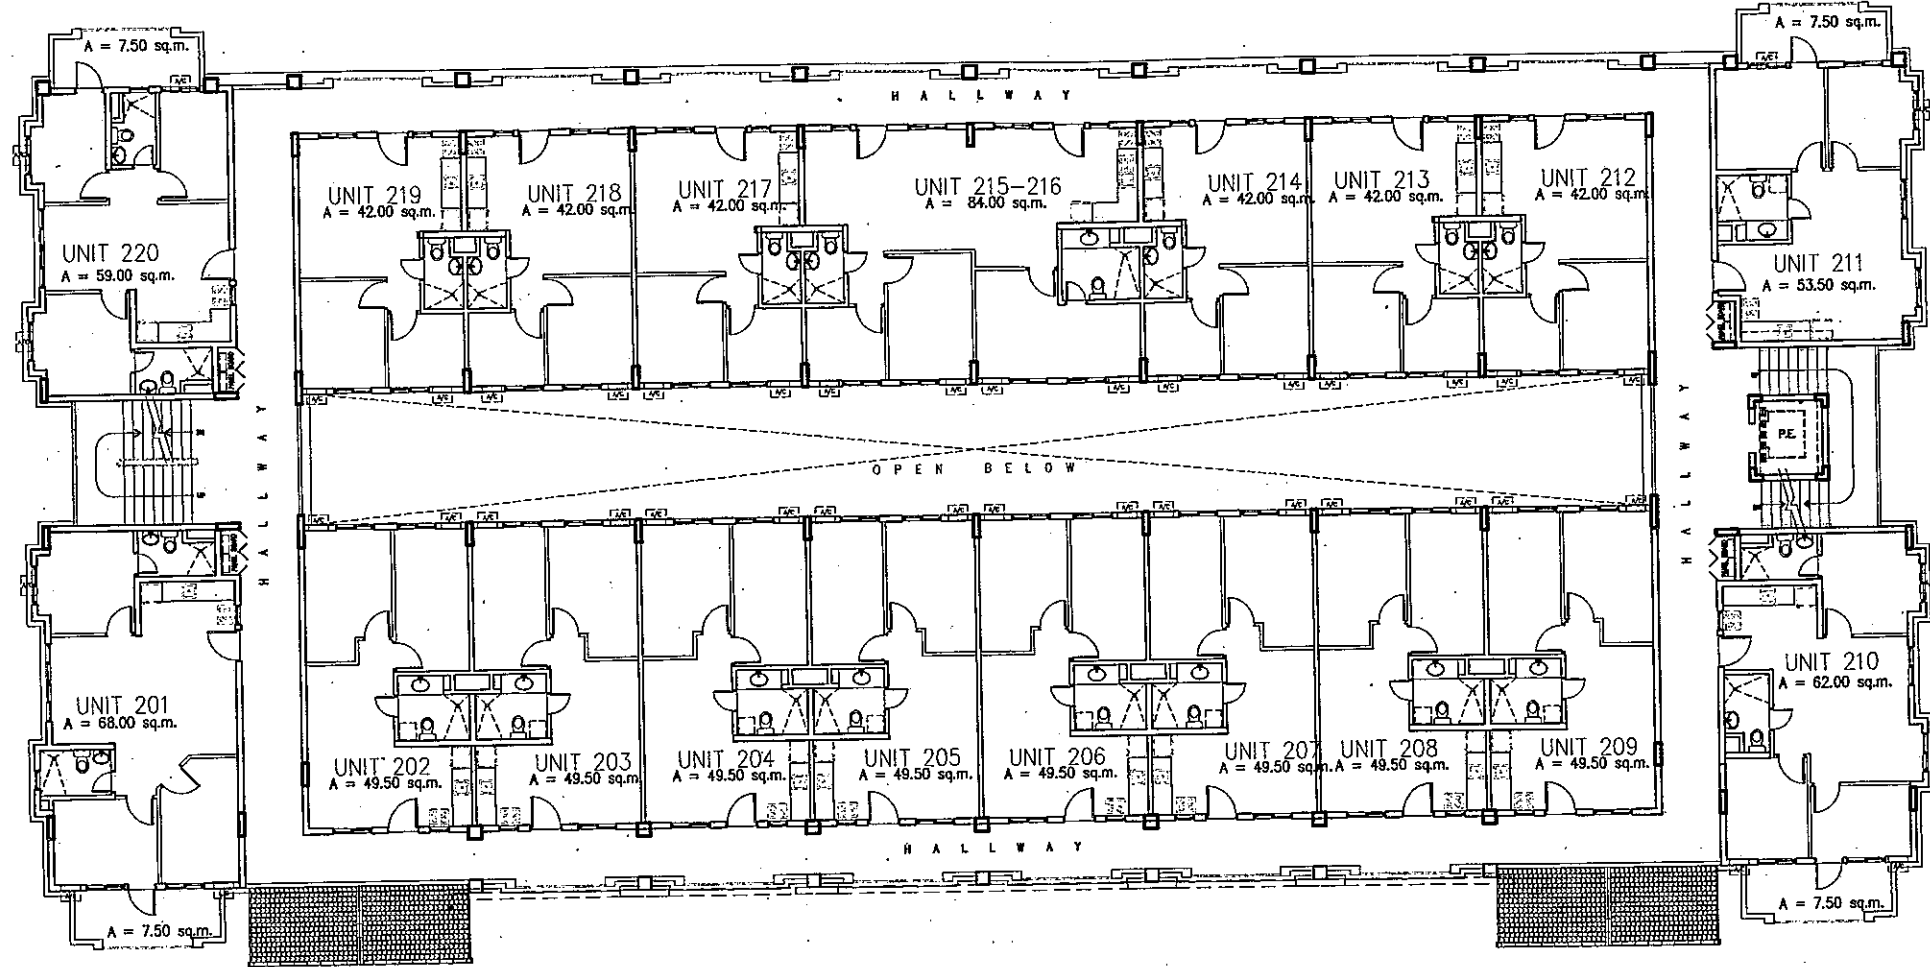 A = 7.50 sq.m.
A = 7.50 sq.m.
HALLWAY
UNIT 219
A = 42.00 sq.m.
UNIT 218
A = 42.00 sq.m.
UNIT 217
A = 42.00 sq.m.
UNIT 215-216
A = 84.00 sq.m.
UNIT 214
A = 42.00 sq.m.
UNIT 213
A = 42.00 sq.m.
UNIT 212
A = 42.00 sq.m.
UNIT 220
A = 59.00 sq.m.
UNIT 211
A = 53.50 sq.m.
HALLWAY
OPEN BELOW
HALLWAY
P.E.
UNIT 201
A = 68.00 sq.m.
UNIT 210
A = 62.00 sq.m.
UNIT 202
A = 49.50 sq.m.
UNIT 203
A = 49.50 sq.m.
UNIT 204
A = 49.50 sq.m.
UNIT 205
A = 49.50 sq.m.
UNIT 206
A = 49.50 sq.m.
UNIT 207
A = 49.50 sq.m.
UNIT 208
A = 49.50 sq.m.
UNIT 209
A = 49.50 sq.m.
HALLWAY
A = 7.50 sq.m.
A = 7.50 sq.m.